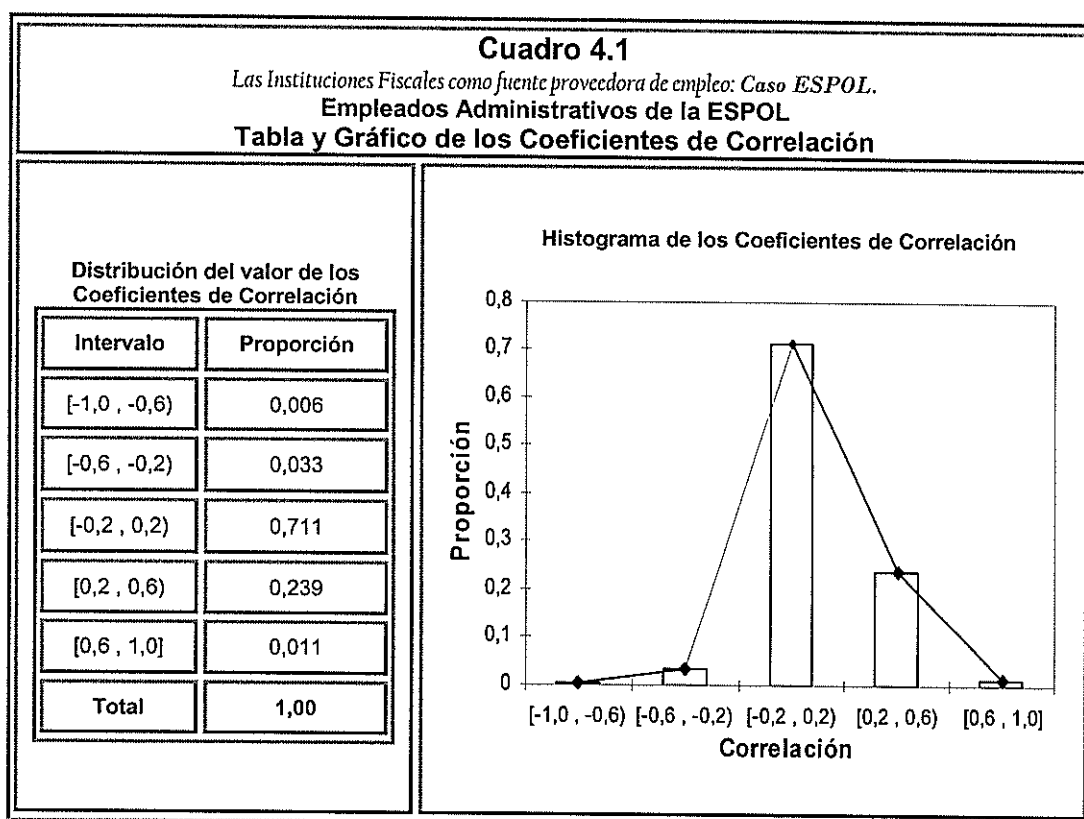 Cuadro 4.1
Las Instituciones Fiscales como fuente proveedora de empleo: Caso ESPOL.
Empleados Administrativos de la ESPOL
Tabla y Gráfico de los Coeficientes de Correlación
Distribución del valor de los
Coeficientes de Correlación
Intervalo Proporción
[-1,0 , -0,6) 0,006
[-0,6 , -0,2) 0,033
[-0,2 , 0,2) 0,711
[0,2 , 0,6) 0,239
[0,6 , 1,0] 0,011
Total 1,00
Histograma de los Coeficientes de Correlación
Proporción
0,8
0,7
0,6
0,5
0,4
0,3
0,2
0,1
0
[-1,0 , -0,6) [-0,6 , -0,2) [-0,2 , 0,2) [0,2 , 0,6) [0,6 , 1,0]
Correlación